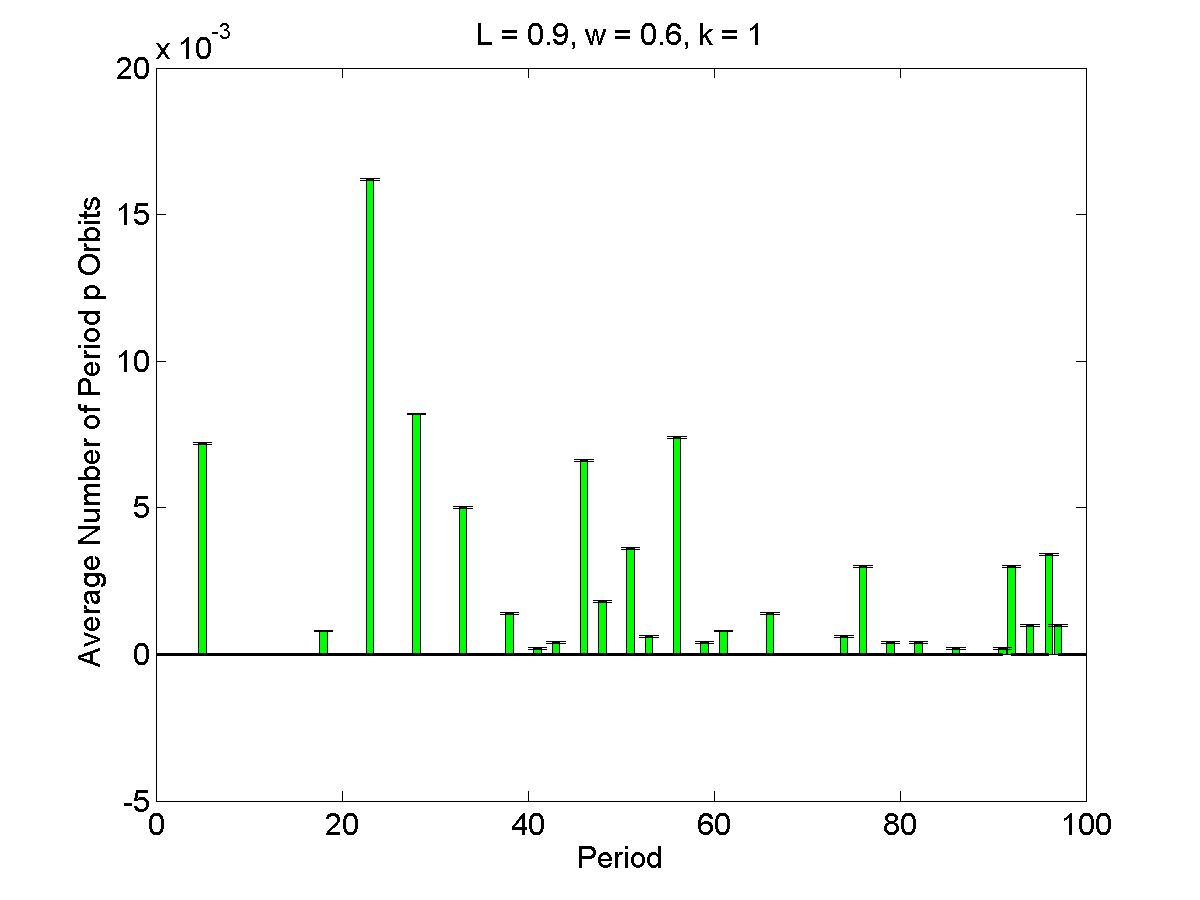 L = 0.9, w = 0.6, k = 1
x 10⁻³
20
15
10
5
0
-5
0 20 40 60 80 100
Period
Average Number of Period p Orbits